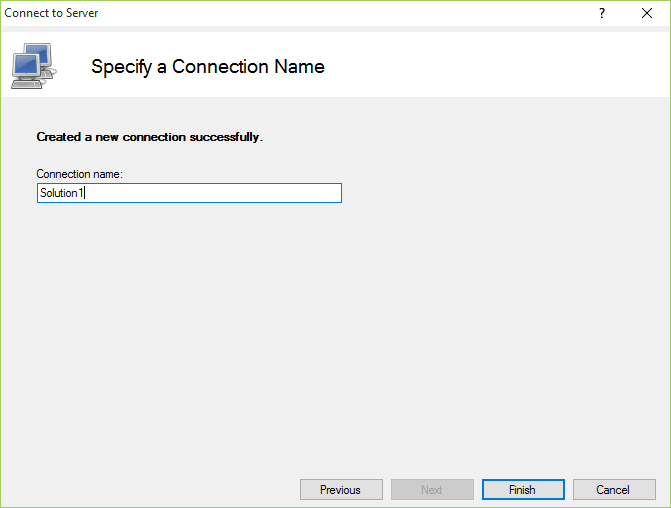 Connect to Server
?
Specify a Connection Name
Created a new connection successfully.
Connection name:
Solution1
Previous Next Finish Cancel